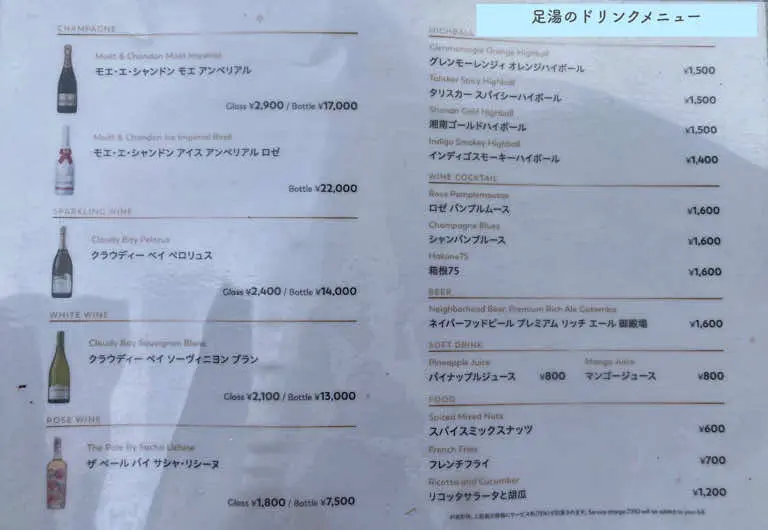 足湯のドリンクメニュー
CHAMPAGNE
Moët & Chandon Moët Impérial
モエ・エ・シャンドン モエ アンペリアル
Glass ¥2,900 / Bottle ¥17,000
Moët & Chandon Ice Impérial Rosé
モエ・エ・シャンドン アイス アンペリアル ロゼ
Bottle ¥22,000
SPARKLING WINE
Cloudy Bay Pelorus
クラウディー ベイ ペロリュス
Glass ¥2,400 / Bottle ¥14,000
WHITE WINE
Cloudy Bay Sauvignon Blanc
クラウディー ベイ ソーヴィニヨン ブラン
Glass ¥2,100 / Bottle ¥13,000
ROSE WINE
The Pale By Sacha Lichine
ザ ペール バイ サシャ・リシーヌ
Glass ¥1,800 / Bottle ¥7,500
HIGHBALL
Glenmorangie Orange Highball
グレンモーレンジィ オレンジハイボール ¥1,500
Talisker Spicy Highball
タリスカー スパイシーハイボール ¥1,500
Shonan Gold Highball
湘南ゴールドハイボール ¥1,500
Indigo Smokey Highball
インディゴスモーキーハイボール ¥1,400
WINE COCKTAIL
Rose Pamplemousse
ロゼ パンプルムース ¥1,600
Champagne Blues
シャンパンブルース ¥1,600
Hakone75
箱根75 ¥1,600
BEER
Neighborhood Beer, Premium Rich Ale Gotemba
ネイバーフッドビール プレミアム リッチ エール 御殿場 ¥1,600
SOFT DRINK
Pineapple Juice Mango Juice
パイナップルジュース ¥800 マンゴージュース ¥800
FOOD
Spiced Mixed Nuts
スパイスミックスナッツ ¥600
French Fries
フレンチフライ ¥700
Ricotta and Cucumber
リコッタサラータと胡瓜 ¥1,200
Service charge will be added to your bill.